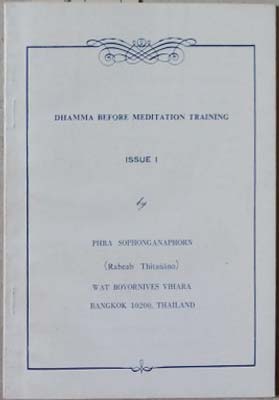 DHAMMA BEFORE MEDITATION TRAINING
ISSUE I
by
PHRA SOPHONGANAPHORN
(Rabeab Thitañāno)
WAT BOVORNIVES VIHARA
BANGKOK 10200, THAILAND